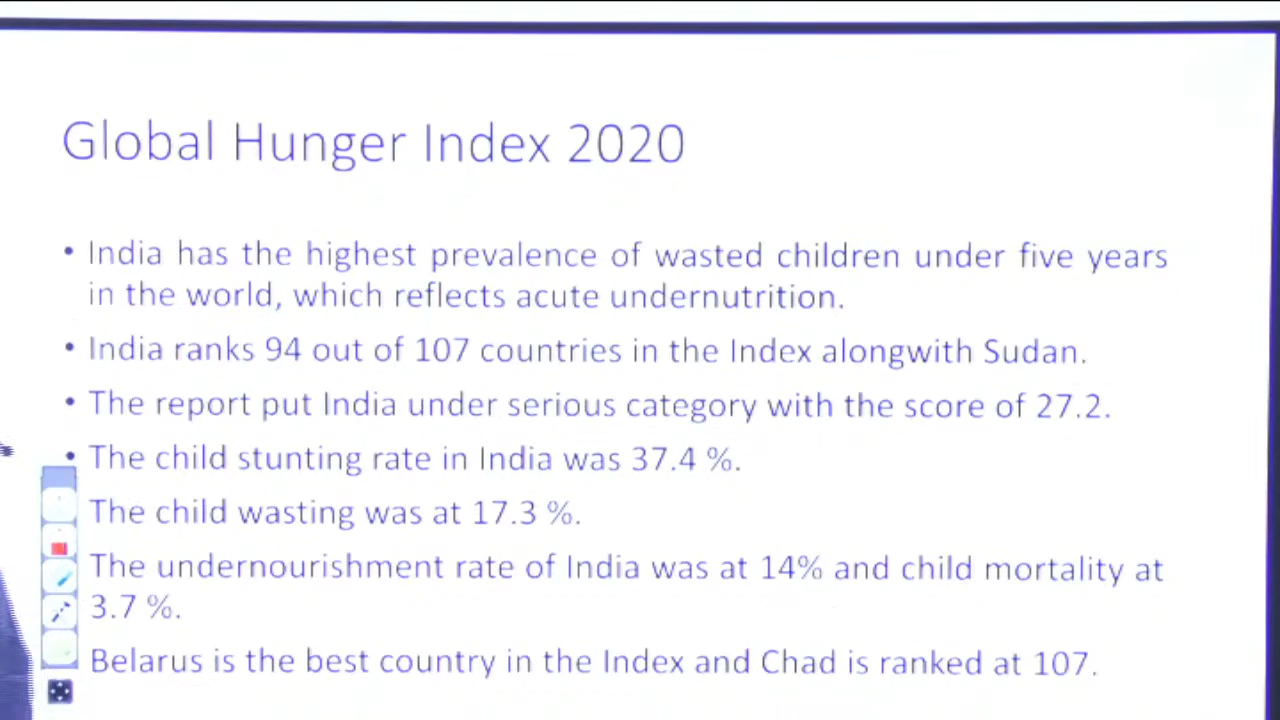 Global Hunger Index 2020
• India has the highest prevalence of wasted children under five years
in the world, which reflects acute undernutrition.
• India ranks 94 out of 107 countries in the Index alongwith Sudan.
• The report put India under serious category with the score of 27.2.
• The child stunting rate in India was 37.4 %.
The child wasting was at 17.3 %.
The undernourishment rate of India was at 14% and child mortality at
3.7 %.
Belarus is the best country in the Index and Chad is ranked at 107.